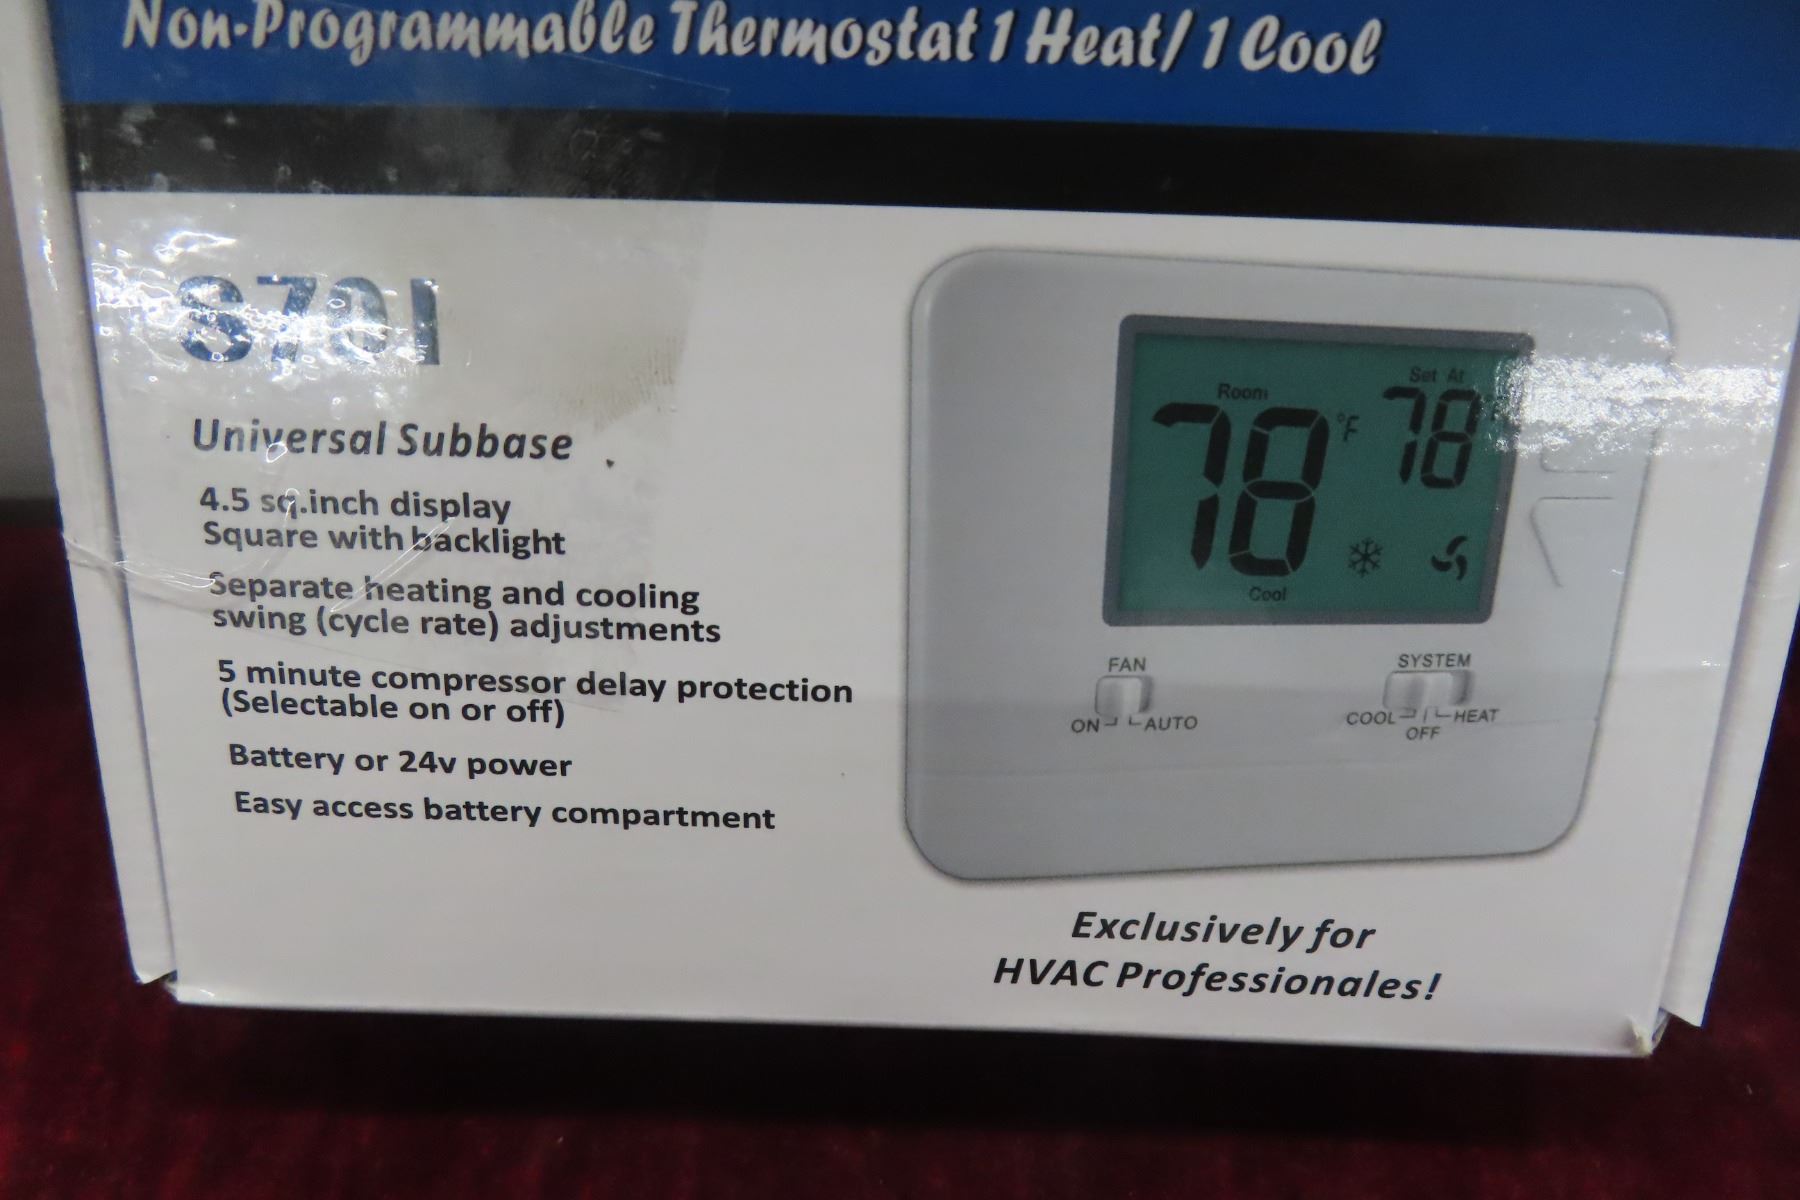 Non-Programmable Thermostat 1 Heat/ 1 Cool
S701
Universal Subbase
4.5 sq.inch display
Square with backlight
Separate heating and cooling
swing (cycle rate) adjustments
5 minute compressor delay protection
(Selectable on or off)
Battery or 24v power
Easy access battery compartment
Room
Set At
78 °F
78
Cool
FAN
ON AUTO
SYSTEM
COOL HEAT
OFF
Exclusively for
HVAC Professionales!